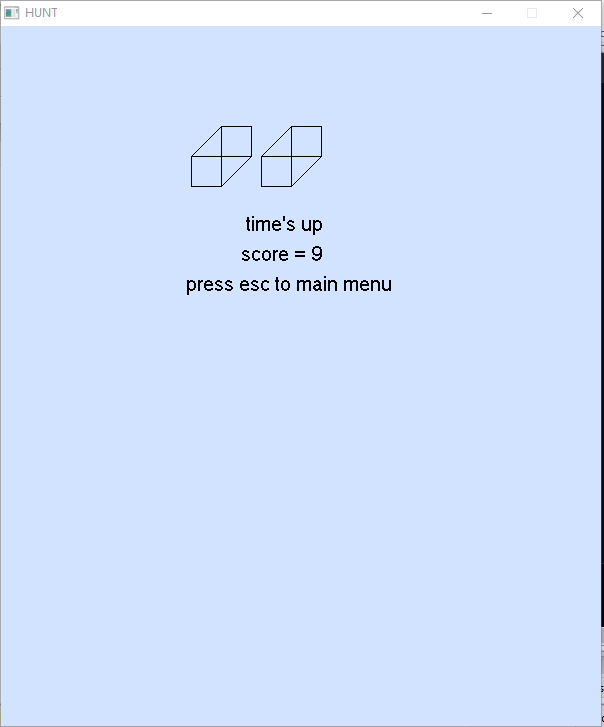 HUNT
time's up
score = 9
press esc to main menu